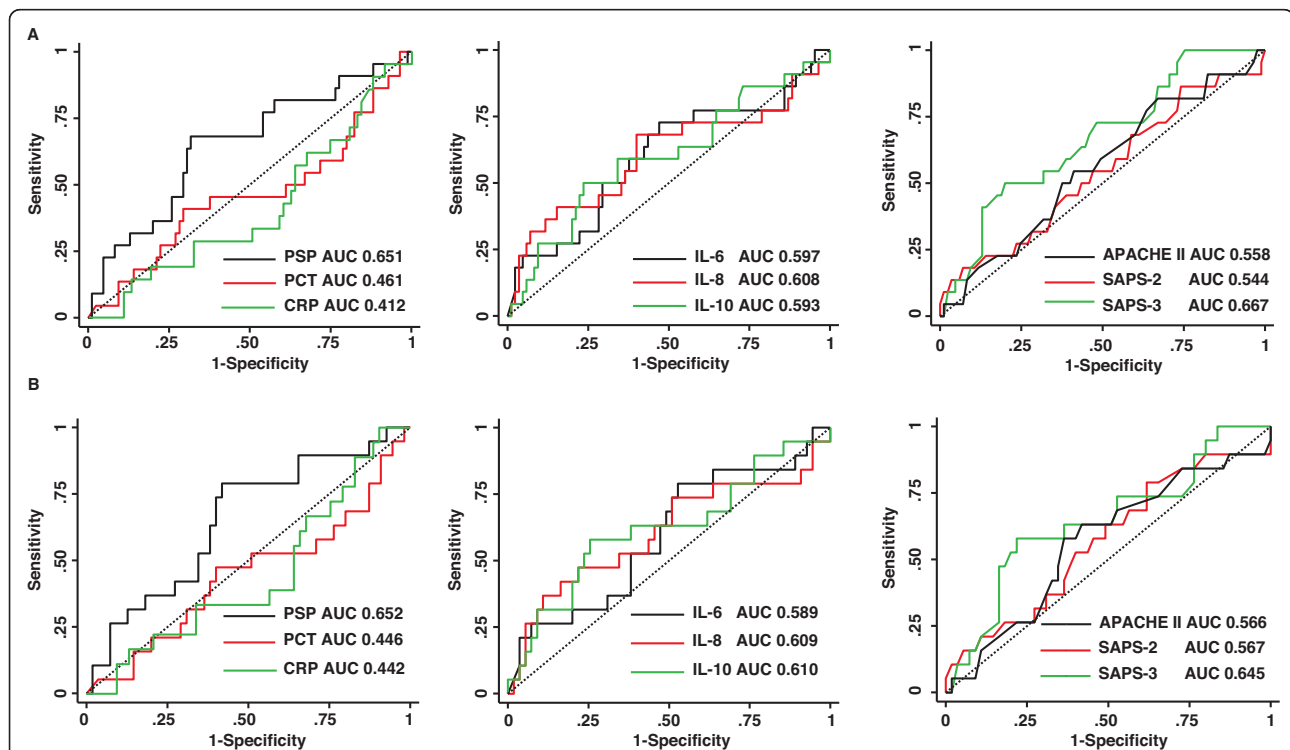 A
Sensitivity
0 .25 .50 .75 1
PSP AUC 0.651
PCT AUC 0.461
CRP AUC 0.412
0 .25 .50 .75 1
1-Specificity
Sensitivity
0 .25 .50 .75 1
IL-6 AUC 0.597
IL-8 AUC 0.608
IL-10 AUC 0.593
0 .25 .50 .75 1
1-Specificity
Sensitivity
0 .25 .50 .75 1
APACHE II AUC 0.558
SAPS-2 AUC 0.544
SAPS-3 AUC 0.667
0 .25 .50 .75 1
1-Specificity
B
Sensitivity
0 .25 .50 .75 1
PSP AUC 0.652
PCT AUC 0.446
CRP AUC 0.442
0 .25 .50 .75 1
1-Specificity
Sensitivity
0 .25 .50 .75 1
IL-6 AUC 0.589
IL-8 AUC 0.609
IL-10 AUC 0.610
0 .25 .50 .75 1
1-Specificity
Sensitivity
0 .25 .50 .75 1
APACHE II AUC 0.566
SAPS-2 AUC 0.567
SAPS-3 AUC 0.645
0 .25 .50 .75 1
1-Specificity